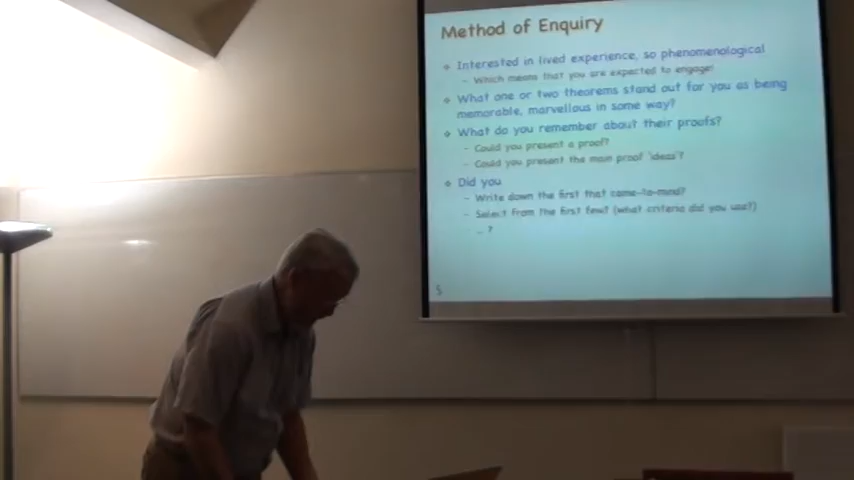 Method of Enquiry
❖ Interested in lived experience, so phenomenological
– Which means that you are expected to engage!
❖ What one or two theorems stand out for you as being
memorable, marvellous in some way?
❖ What do you remember about their proofs?
– Could you present a proof?
– Could you present the main proof 'ideas'?
❖ Did you
– Write down the first that came-to-mind?
– Select from the first few? (what criteria did you use?)
– … ?
5